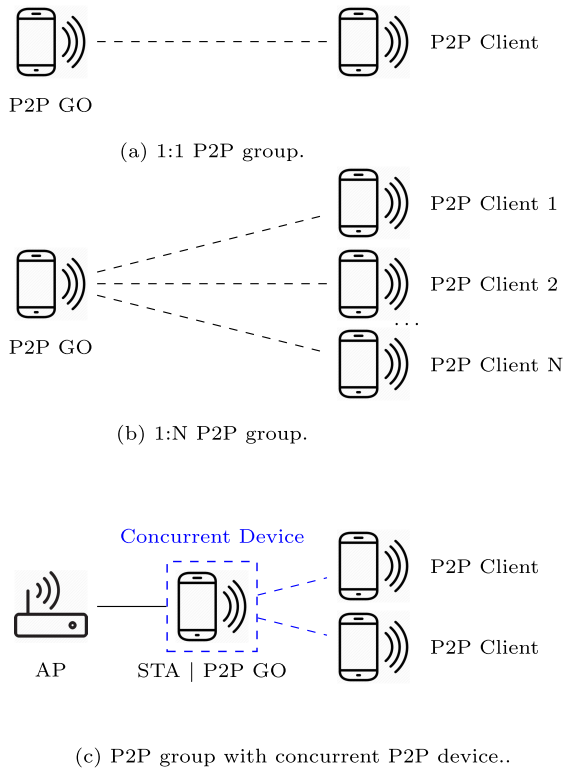 P2P Client
P2P GO
(a) 1:1 P2P group.
P2P Client 1
P2P Client 2
P2P GO
...
P2P Client N
(b) 1:N P2P group.
Concurrent Device
P2P Client
AP
STA | P2P GO
P2P Client
(c) P2P group with concurrent P2P device..